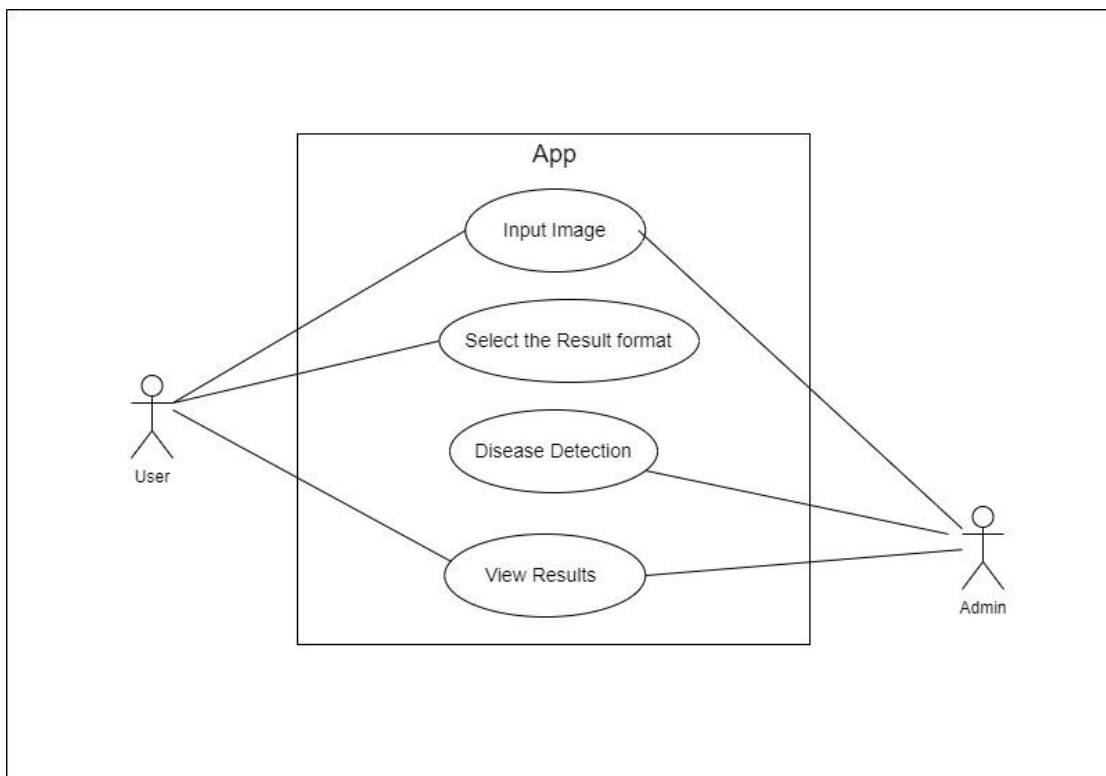 App
Input Image
Select the Result format
Disease Detection
View Results
User
Admin